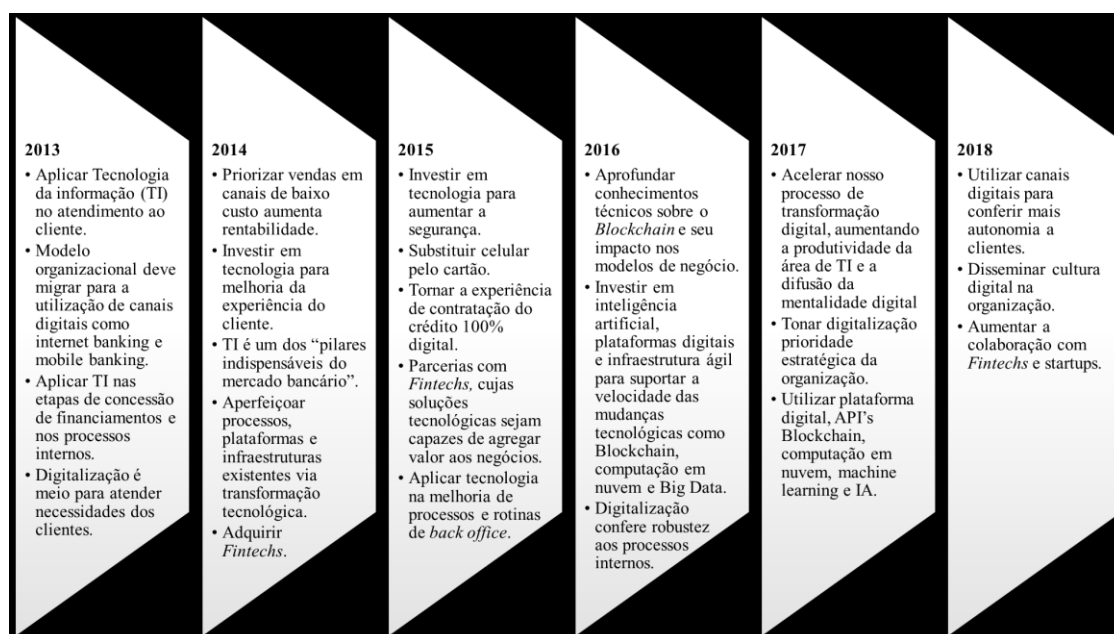 2013
• Aplicar Tecnologia
da informação (TI)
no atendimento ao
cliente.
• Modelo
organizacional deve
migrar para a
utilização de canais
digitais como
internet banking e
mobile banking.
• Aplicar TI nas
etapas de concessão
de financiamentos e
nos processos
internos.
• Digitalização é
meio para atender
necessidades dos
clientes.
2014
• Priorizar vendas em
canais de baixo
custo aumenta
rentabilidade.
• Investir em
tecnologia para
melhoria da
experiência do
cliente.
• TI é um dos “pilares
indispensáveis do
mercado bancário”.
• Aperfeiçoar
processos,
plataformas e
infraestruturas
existentes via
transformação
tecnológica.
• Adquirir
Fintechs.
2015
• Investir em
tecnologia para
aumentar a
segurança.
• Substituir celular
pelo cartão.
• Tornar a experiência
de contratação do
crédito 100%
digital.
• Parcerias com
Fintechs, cujas
soluções
tecnológicas sejam
capazes de agregar
valor aos negócios.
• Aplicar tecnologia
na melhoria de
processos e rotinas
de back office.
2016
• Aprofundar
conhecimentos
técnicos sobre o
Blockchain e seu
impacto nos
modelos de negócio.
• Investir em
inteligência
artificial,
plataformas digitais
e infraestrutura ágil
para suportar a
velocidade das
mudanças
tecnológicas como
Blockchain,
computação em
nuvem e Big Data.
• Digitalização
confere robustez
aos processos
internos.
2017
• Acelerar nosso
processo de
transformação
digital, aumentando
a produtividade da
área de TI e a
difusão da
mentalidade digital
• Tonar digitalização
prioridade
estratégica da
organização.
• Utilizar plataforma
digital, API’s
Blockchain,
computação em
nuvem, machine
learning e IA.
2018
• Utilizar canais
digitais para
conferir mais
autonomia a
clientes.
• Disseminar cultura
digital na
organização.
• Aumentar a
colaboração com
Fintechs e startups.